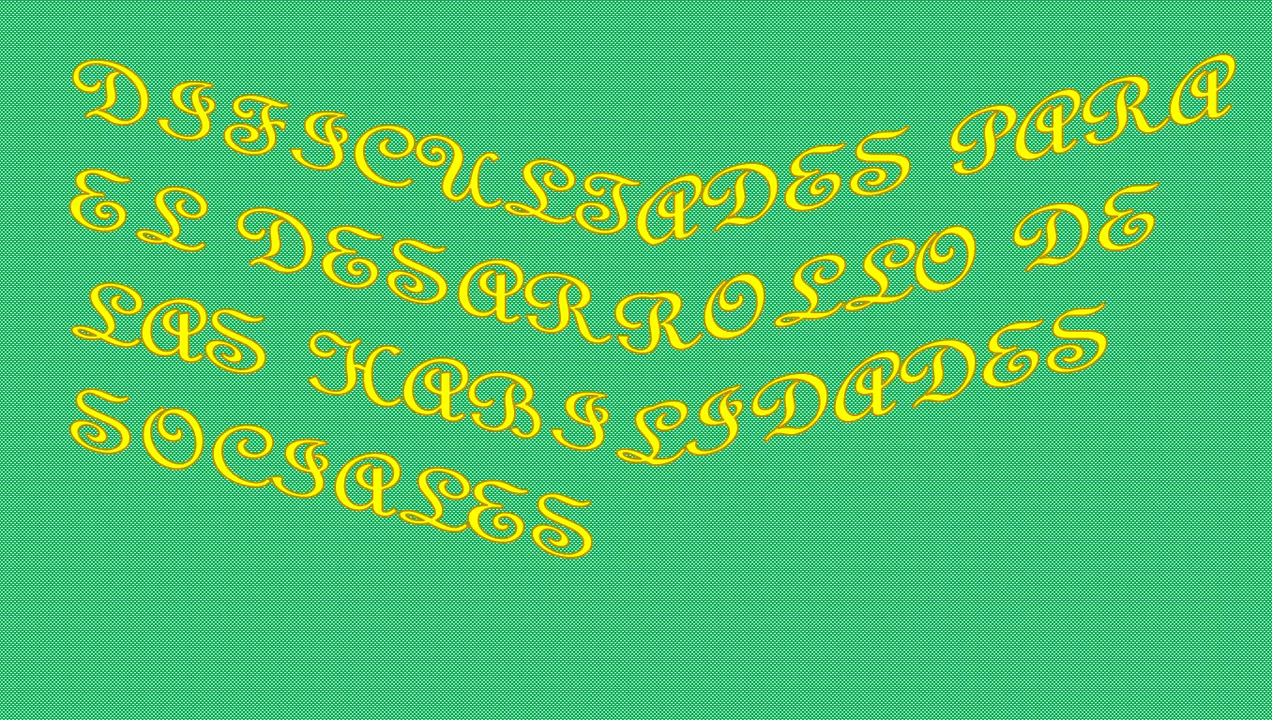 DIFICULTADES PARA
EL DESARROLLO DE
LAS HABILIDADES
SOCIALES